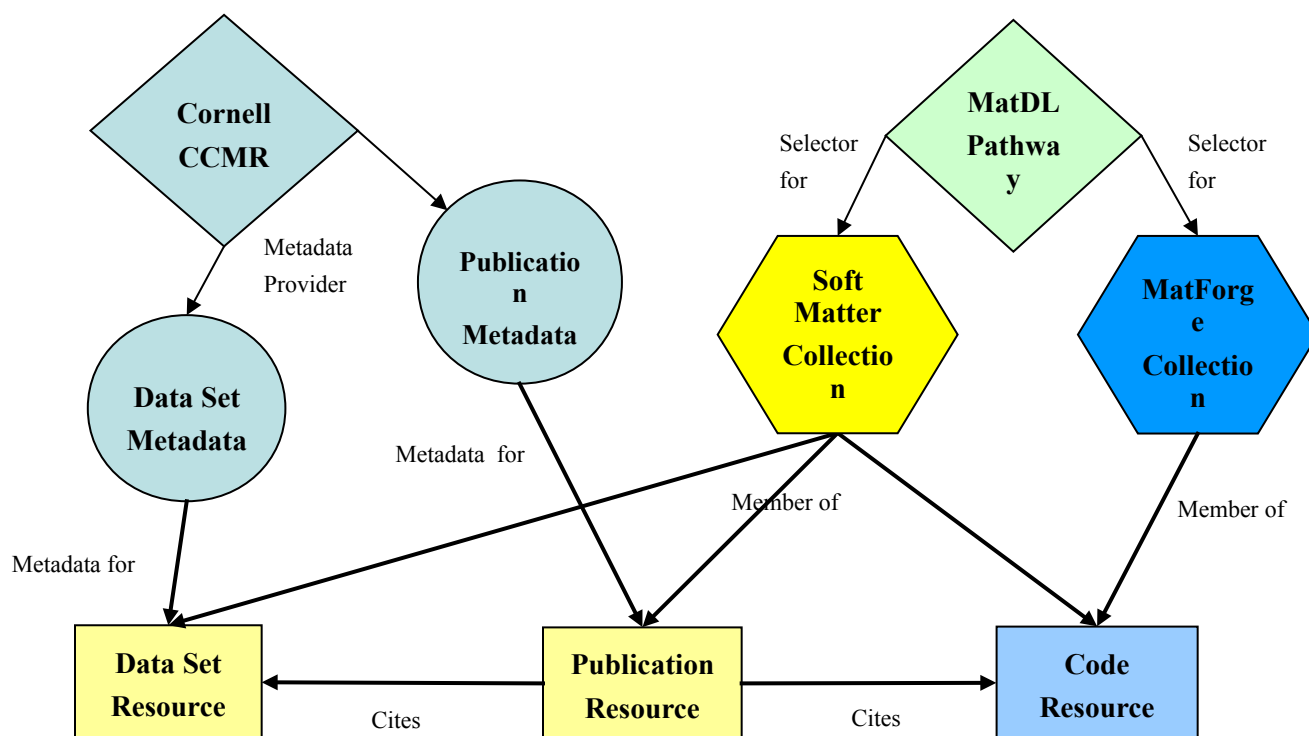 Cornell
CCMR
MatDL
Pathwa
y
Selector
for
Selector
for
Metadata
Provider
Publicatio
n
Metadata
Soft
Matter
Collectio
n
MatForg
e
Collectio
n
Data Set
Metadata
Metadata  for
Member of
Member of
Metadata for
Data Set
Resource
Publication
Resource
Code
Resource
Cites
Cites